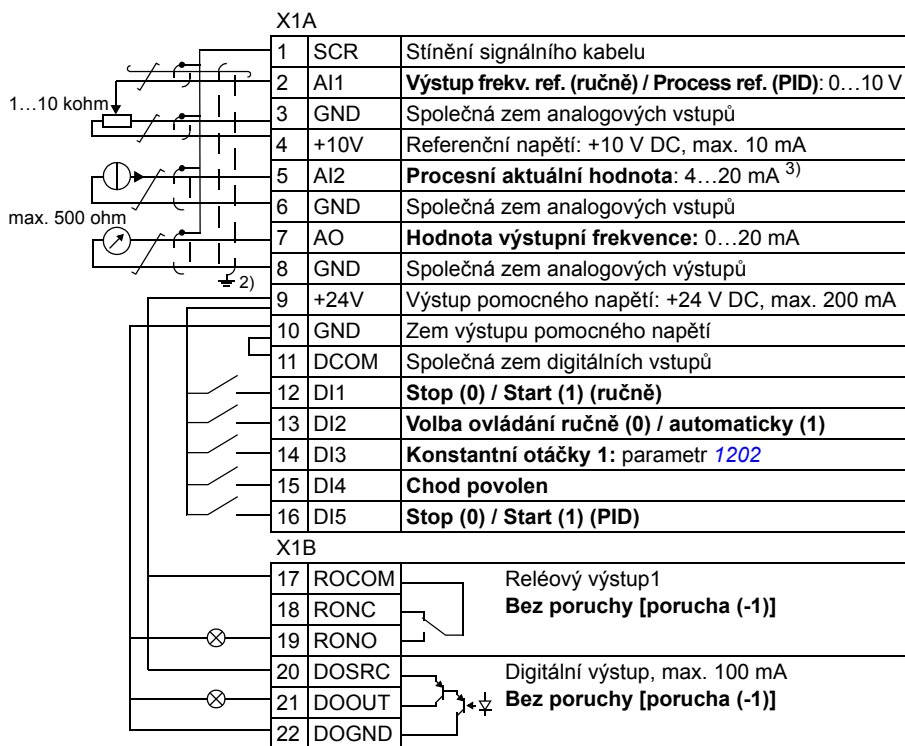 X1A
1 SCR Stínění signálního kabelu
2 AI1 Výstup frekv. ref. (ručně) / Process ref. (PID): 0…10 V
1…10 kohm
3 GND Společná zem analogových vstupů
4 +10V Referenční napětí: +10 V DC, max. 10 mA
5 AI2 Procesní aktuální hodnota: 4…20 mA 3)
6 GND Společná zem analogových vstupů
max. 500 ohm
7 AO Hodnota výstupní frekvence: 0…20 mA
8 GND Společná zem analogových výstupů
2)
9 +24V Výstup pomocného napětí: +24 V DC, max. 200 mA
10 GND Zem výstupu pomocného napětí
11 DCOM Společná zem digitálních vstupů
12 DI1 Stop (0) / Start (1) (ručně)
13 DI2 Volba ovládání ručně (0) / automaticky (1)
14 DI3 Konstantní otáčky 1: parametr 1202
15 DI4 Chod povolen
16 DI5 Stop (0) / Start (1) (PID)
X1B
17 ROCOM Reléový výstup1
18 RONC Bez poruchy [porucha (-1)]
19 RONO
20 DOSRC Digitální výstup, max. 100 mA
21 DOOUT Bez poruchy [porucha (-1)]
22 DOGND